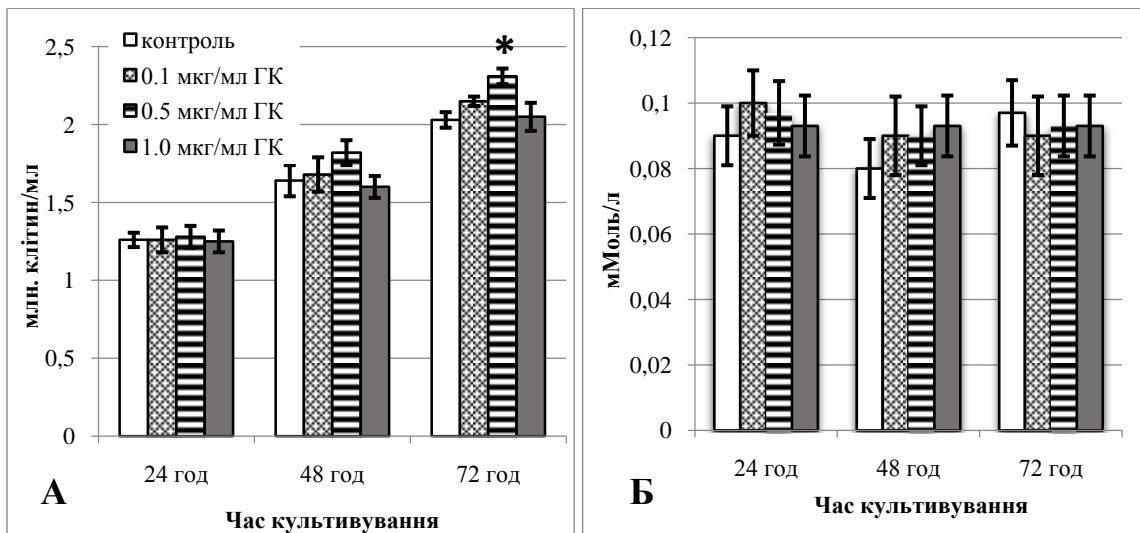 контроль
0.1 мкг/мл ГК
0.5 мкг/мл ГК
1.0 мкг/мл ГК
*
млн. клітин/мл
2,5
2
1,5
1
0,5
0
24 год
48 год
72 год
Час культивування
А
мМоль/л
0,12
0,1
0,08
0,06
0,04
0,02
0
24 год
48 год
72 год
Час культивування
Б